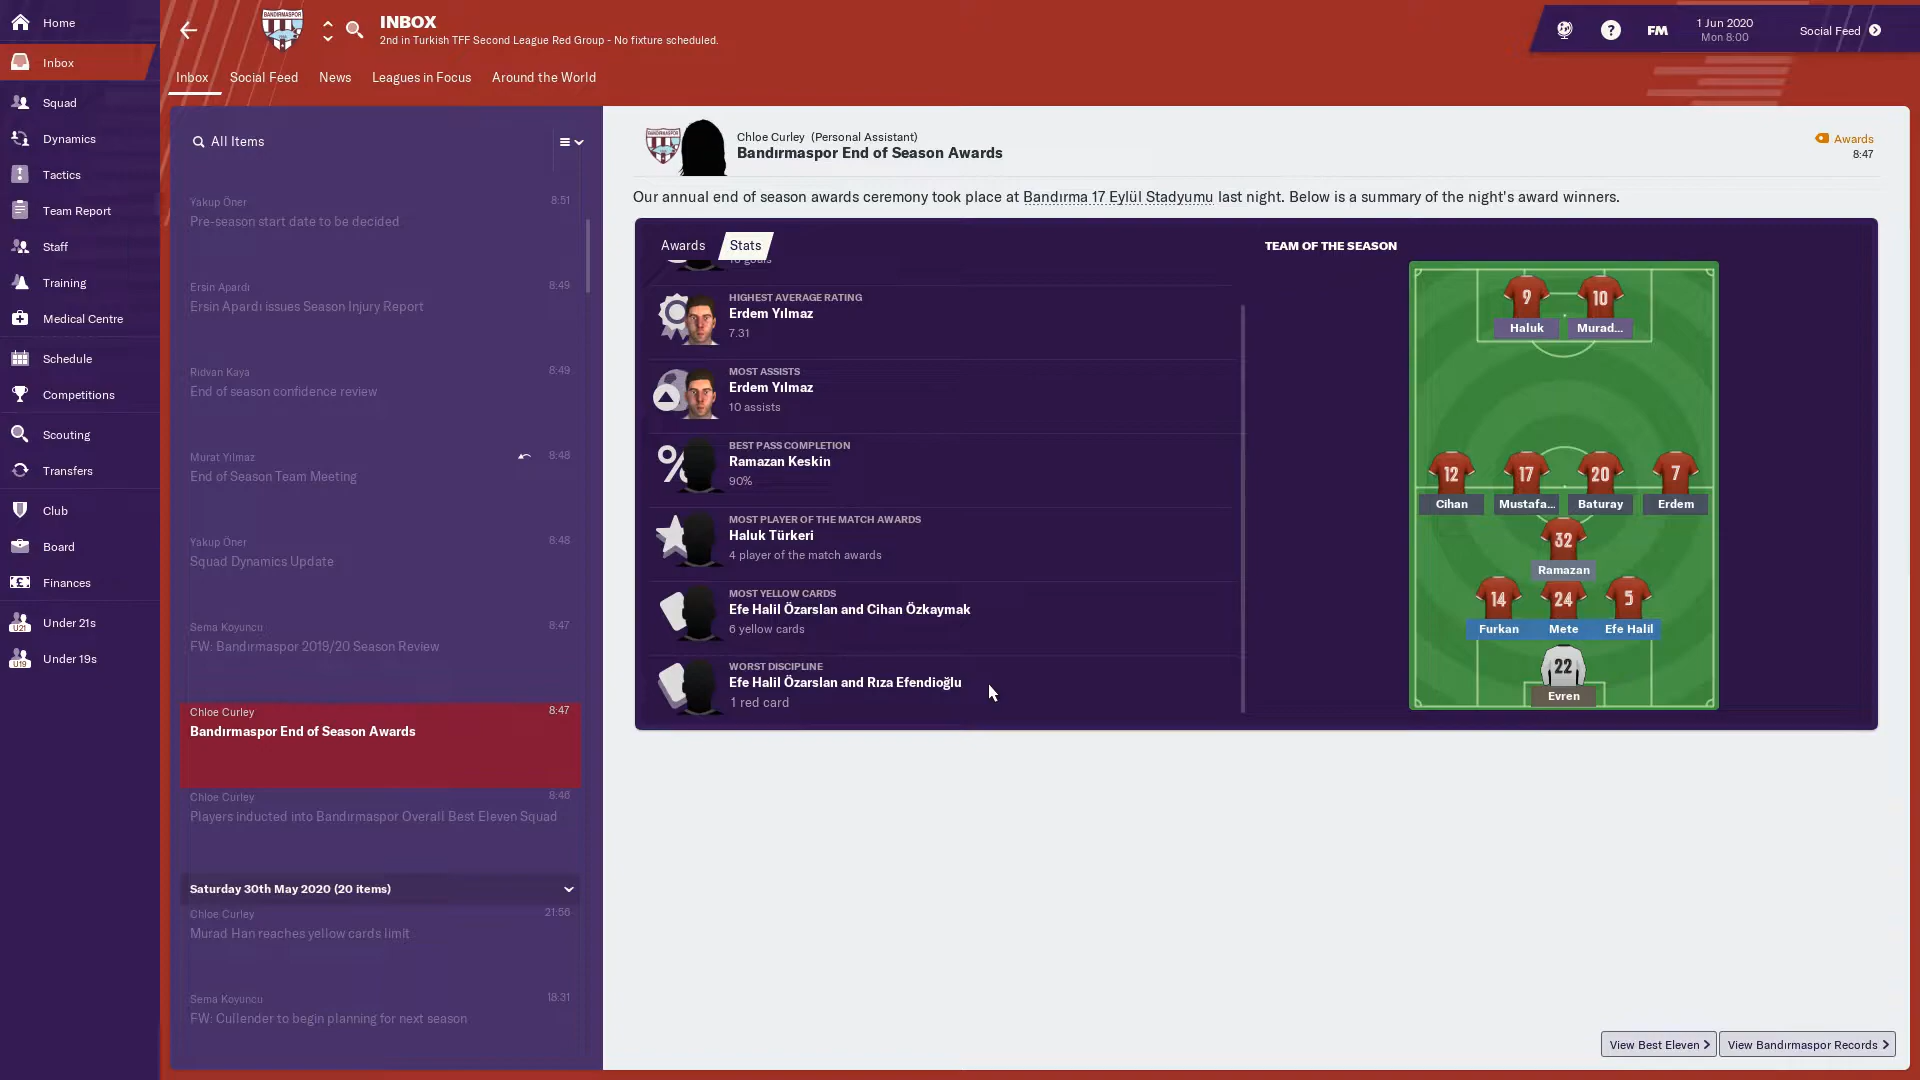 Home
Inbox
Squad
Dynamics
Tactics
Team Report
Staff
Training
Medical Centre
Schedule
Competitions
Scouting
Transfers
Club
Board
Finances
U21
Under 21s
U19
Under 19s
BANDIRMASPOR
INBOX
2nd in Turkish TFF Second League Red Group - No fixture scheduled.
FM
1 Jun 2020
Mon 8:00
Social Feed
Inbox Social Feed News Leagues in Focus Around the World
All Items
Yakup Öner 8:51
Pre-season start date to be decided
Ersin Apardı 8:49
Ersin Apardı issues Season Injury Report
Rıdvan Kaya 8:49
End of season confidence review
Murat Yılmaz 8:48
End of Season Team Meeting
Yakup Öner 8:48
Squad Dynamics Update
Sema Koyuncu 8:47
FW: Bandırmaspor 2019/20 Season Review
Chloe Curley 8:47
Bandırmaspor End of Season Awards
Chloe Curley 8:46
Players inducted into Bandırmaspor Overall Best Eleven Squad
Saturday 30th May 2020 (20 items)
Chloe Curley 21:56
Murad Han reaches yellow cards limit
Sema Koyuncu 18:31
FW: Cullender to begin planning for next season
BANDIRMASPOR
Chloe Curley (Personal Assistant)
Bandırmaspor End of Season Awards
Awards
8:47
Our annual end of season awards ceremony took place at Bandırma 17 Eylül Stadyumu last night. Below is a summary of the night's award winners.
Awards Stats
goals
HIGHEST AVERAGE RATING
Erdem Yılmaz
7.31
MOST ASSISTS
Erdem Yılmaz
10 assists
BEST PASS COMPLETION
Ramazan Keskin
90%
MOST PLAYER OF THE MATCH AWARDS
Haluk Türkeri
4 player of the match awards
MOST YELLOW CARDS
Efe Halil Özarslan and Cihan Özkaymak
6 yellow cards
WORST DISCIPLINE
Efe Halil Özarslan and Rıza Efendioğlu
1 red card
TEAM OF THE SEASON
9 10
Haluk Murad...
12 17 20 7
Cihan Mustafa... Baturay Erdem
32
Ramazan
14 24 5
Furkan Mete Efe Halil
22
Evren
View Best Eleven
View Bandırmaspor Records